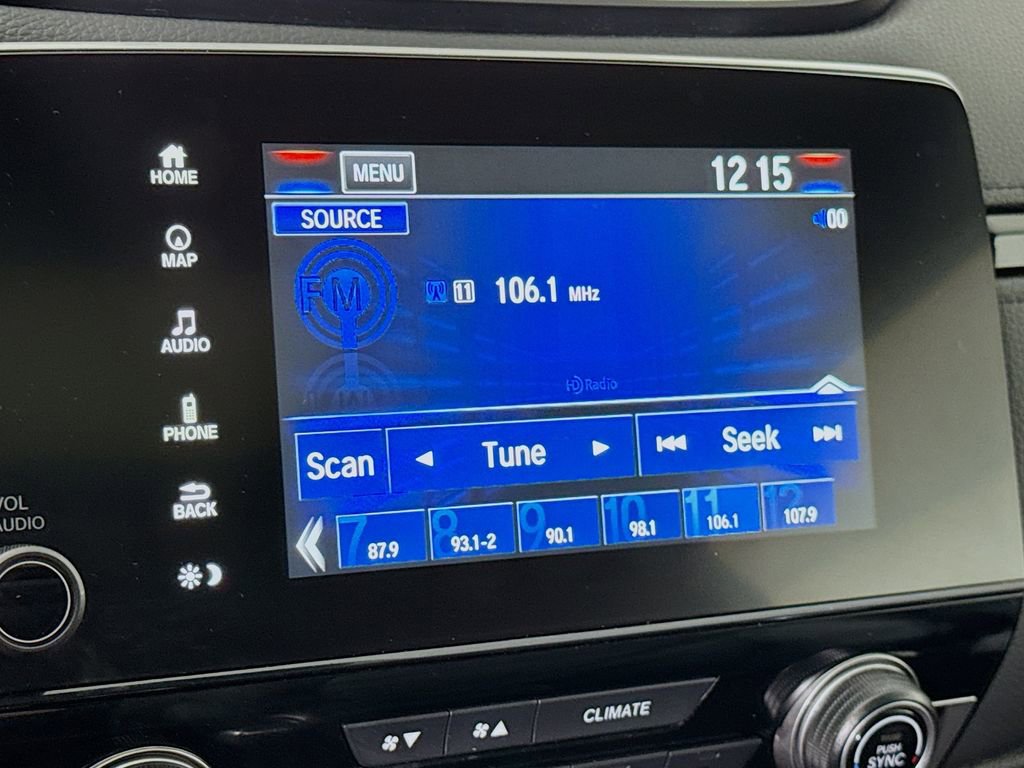 HOME
MAP
AUDIO
PHONE
BACK
VOL
AUDIO
MENU
12 15
SOURCE
00
FM
11 106.1 MHz
HD Radio
Scan
Tune
Seek
7 87.9
8 93.1-2
9 90.1
10 98.1
11 106.1
12 107.9
CLIMATE
PUSH
SYNC